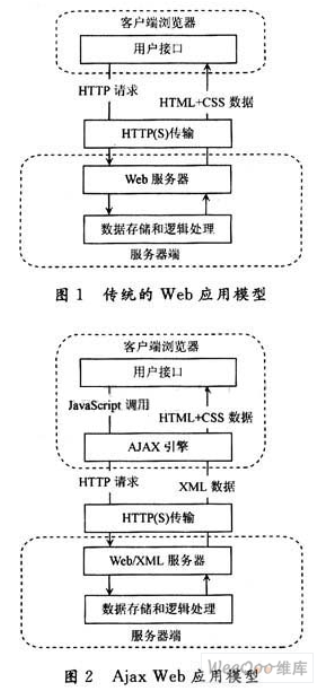 客户端浏览器
用户接口
HTTP 请求
HTML+CSS 数据
HTTP(S)传输
Web 服务器
数据存储和逻辑处理
服务器端
图 1 传统的 Web 应用模型
客户端浏览器
用户接口
JavaScript 调用
HTML+CSS 数据
AJAX 引擎
HTTP 请求
XML 数据
HTTP(S)传输
Web/XML 服务器
数据存储和逻辑处理
服务器端
图 2 Ajax Web 应用模型
WeeQoo 维库